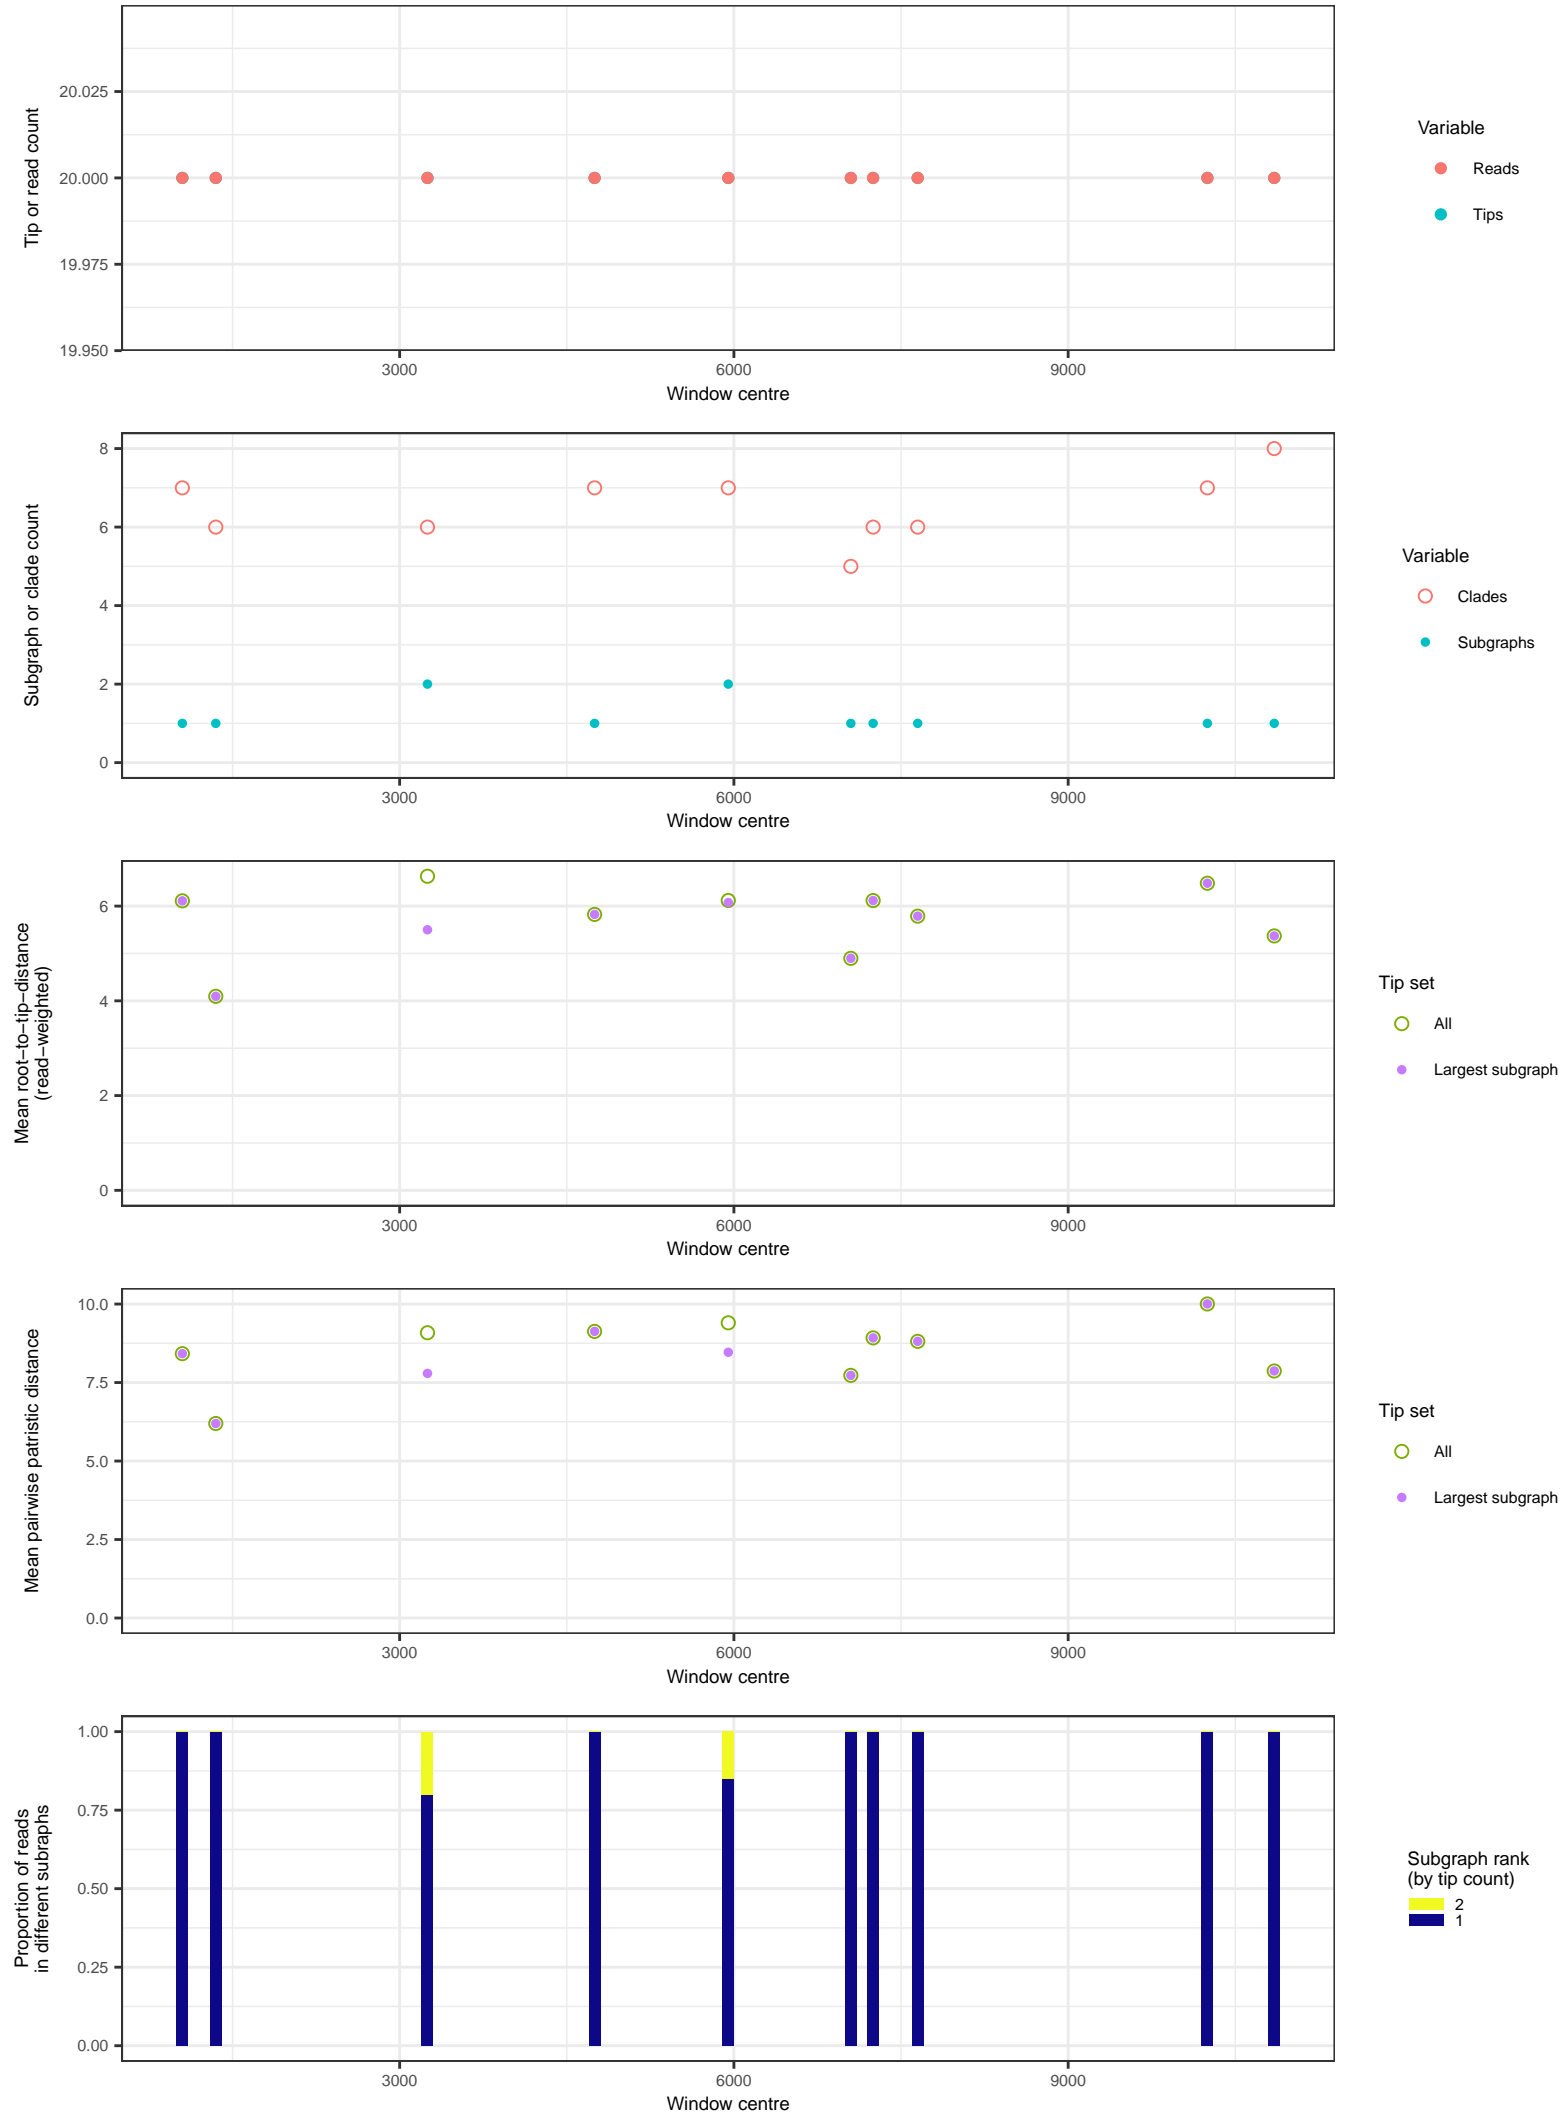 Tip or read count
20.025
20.000
19.975
19.950
3000
6000
9000
Window centre
Variable
Reads
Tips
Subgraph or clade count
8
6
4
2
0
3000
6000
9000
Window centre
Variable
Clades
Subgraphs
Mean root−to−tip−distance
(read−weighted)
6
4
2
0
3000
6000
9000
Window centre
Tip set
All
Largest subgraph
Mean pairwise patristic distance
10.0
7.5
5.0
2.5
0.0
3000
6000
9000
Window centre
Tip set
All
Largest subgraph
Proportion of reads
in different subraphs
1.00
0.75
0.50
0.25
0.00
3000
6000
9000
Window centre
Subgraph rank
(by tip count)
2
1